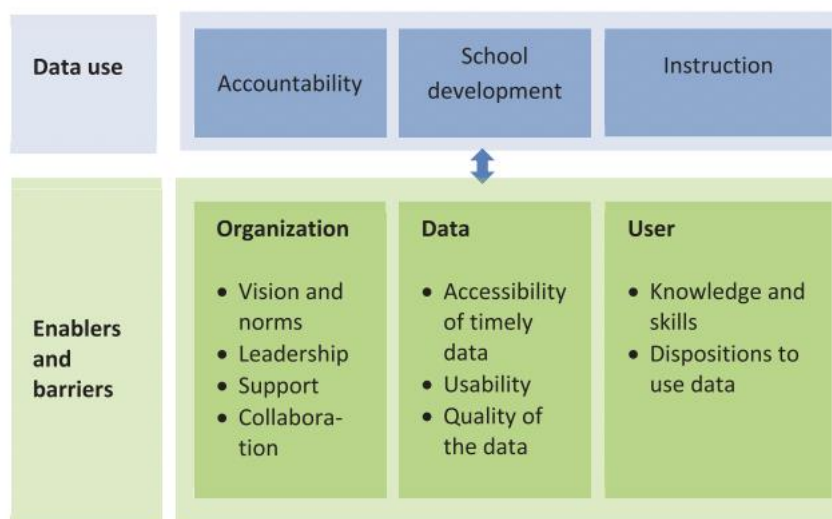 Data use
Accountability
School
development
Instruction
Enablers
and
barriers
Organization
• Vision and
norms
• Leadership
• Support
• Collabora-
tion
Data
• Accessibility
of timely
data
• Usability
• Quality of
the data
User
• Knowledge and
skills
• Dispositions to
use data